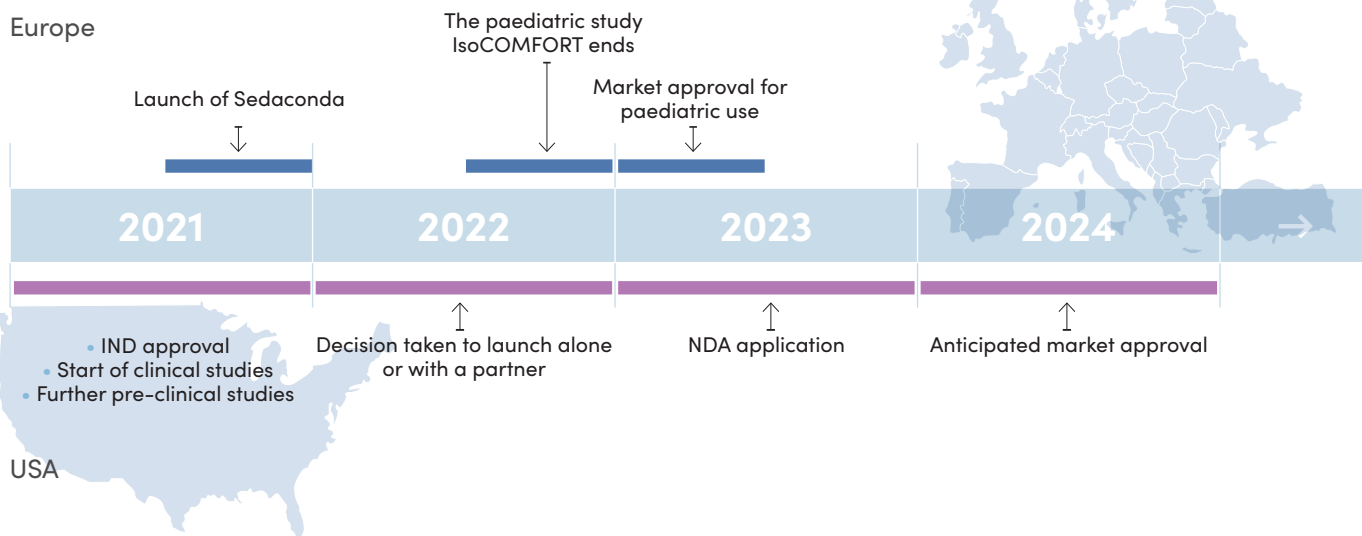 Europe
The paediatric study
IsoCOMFORT ends
Launch of Sedaconda
Market approval for
paediatric use
2021
2022
2023
2024
• IND approval
• Start of clinical studies
• Further pre-clinical studies
Decision taken to launch alone
or with a partner
NDA application
Anticipated market approval
USA